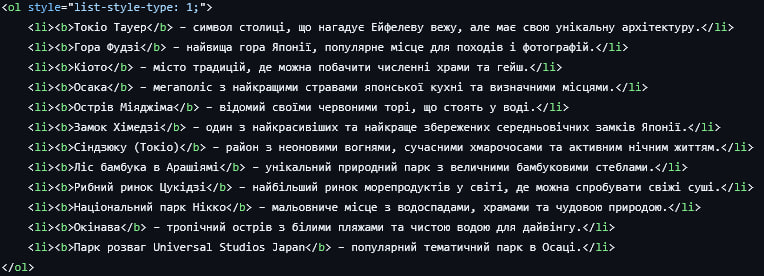 <ol style="list-style-type: 1;">
<li><b>Токіо Тауер</b> – символ столиці, що нагадує Ейфелеву вежу, але має свою унікальну архітектуру.</li>
<li><b>Гора Фудзі</b> – найвища гора Японії, популярне місце для походів і фотографій.</li>
<li><b>Кіото</b> – місто традицій, де можна побачити численні храми та гейш.</li>
<li><b>Осака</b> – мегаполіс з найкращими стравами японської кухні та визначними місцями.</li>
<li><b>Острів Міяджіма</b> – відомий своїми червоними торі, що стоять у воді.</li>
<li><b>Замок Хімедзі</b> – один з найкрасивіших та найкраще збережених середньовічних замків Японії.</li>
<li><b>Сіндзюку (Токіо)</b> – район з неоновими вогнями, сучасними хмарочосами та активним нічним життям.</li>
<li><b>Ліс бамбука в Арашіямі</b> – унікальний природний парк з величними бамбуковими стеблами.</li>
<li><b>Рибний ринок Цукідзі</b> – найбільший ринок морепродуктів у світі, де можна спробувати свіжі суші.</li>
<li><b>Національний парк Нікко</b> – мальовниче місце з водоспадами, храмами та чудовою природою.</li>
<li><b>Окінава</b> – тропічний острів з білими пляжами та чистою водою для дайвінгу.</li>
<li><b>Парк розваг Universal Studios Japan</b> – популярний тематичний парк в Осаці.</li>
</ol>